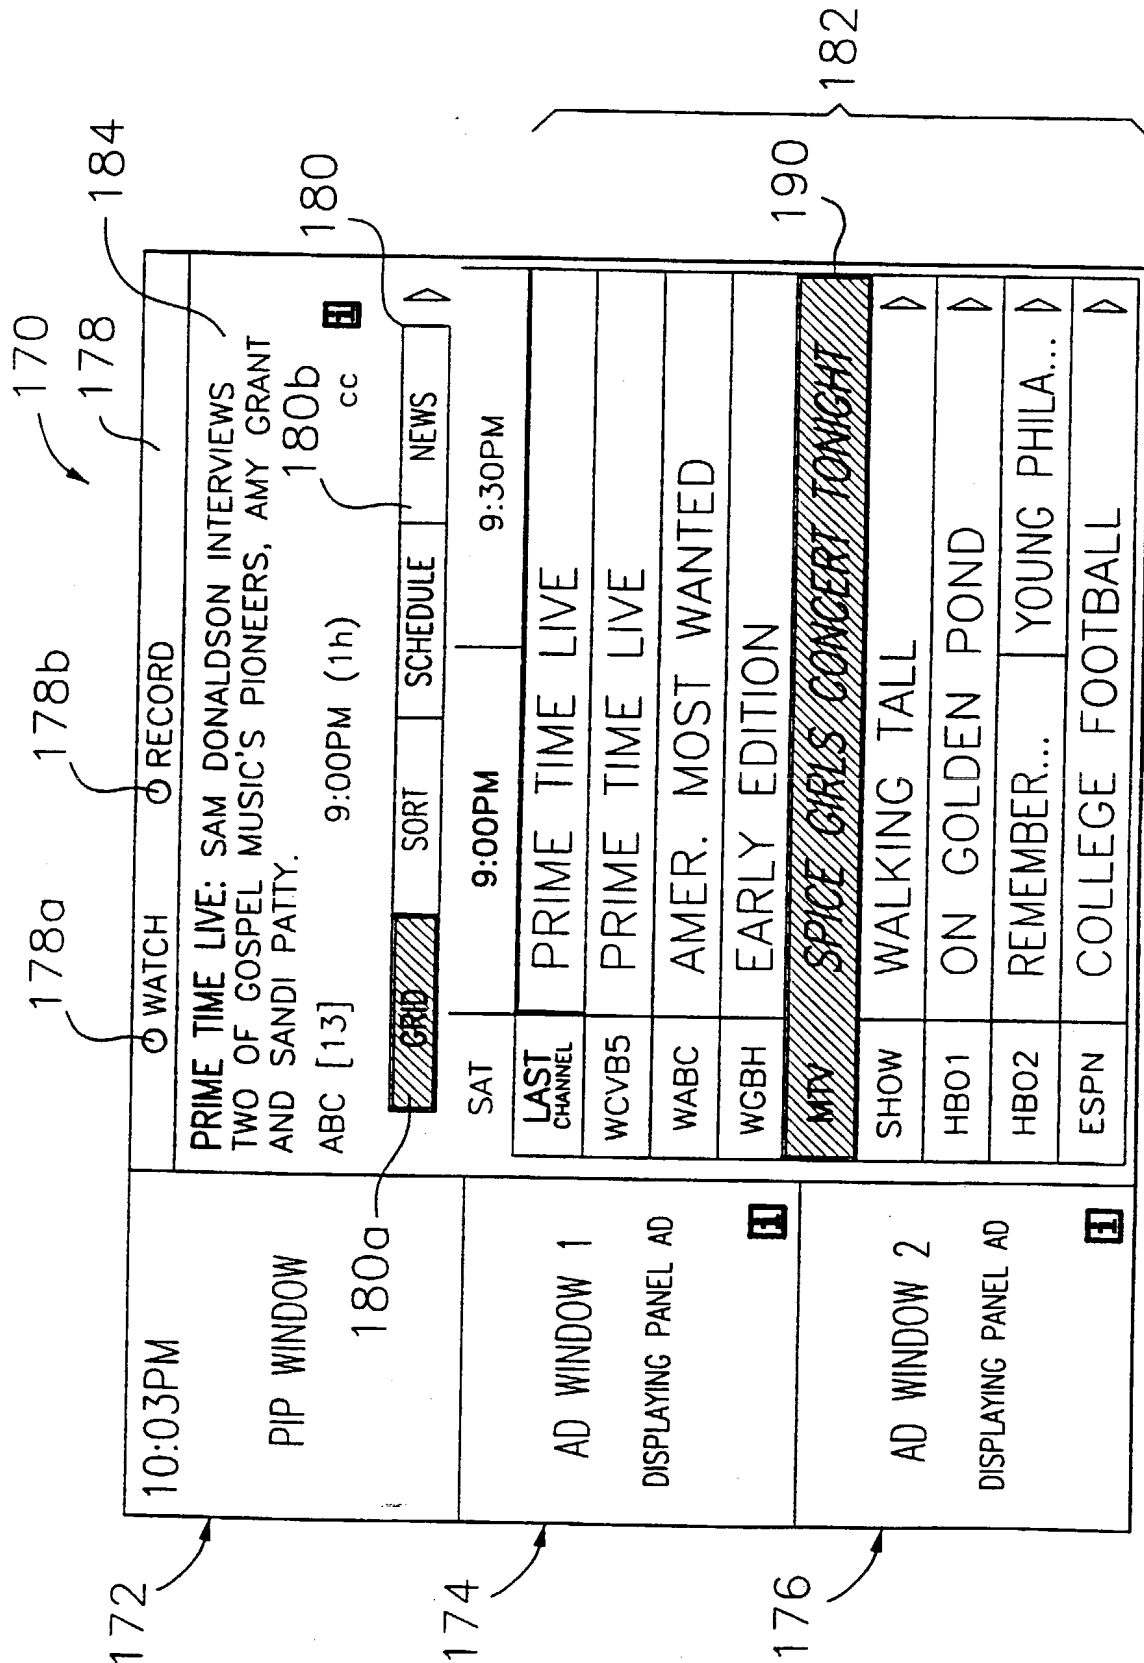 170
178
184
178a
178b
WATCH
RECORD
172
10:03PM
PIP WINDOW
PRIME TIME LIVE: SAM DONALDSON INTERVIEWS
TWO OF GOSPEL MUSIC'S PIONEERS, AMY GRANT
AND SANDI PATTY.
ABC [13] 9:00PM (1h) CC i
180a
180b
180
GRID SORT SCHEDULE NEWS
SAT 9:00PM 9:30PM
174
AD WINDOW 1
DISPLAYING PANEL AD
i
LAST CHANNEL PRIME TIME LIVE
WCVB5 PRIME TIME LIVE
WABC AMER. MOST WANTED
WGBH EARLY EDITION
190
182
MTV SPICE GIRLS CONCERT TONIGHT
176
AD WINDOW 2
DISPLAYING PANEL AD
i
SHOW WALKING TALL
HBO1 ON GOLDEN POND
HBO2 REMEMBER... YOUNG PHILA...
ESPN COLLEGE FOOTBALL